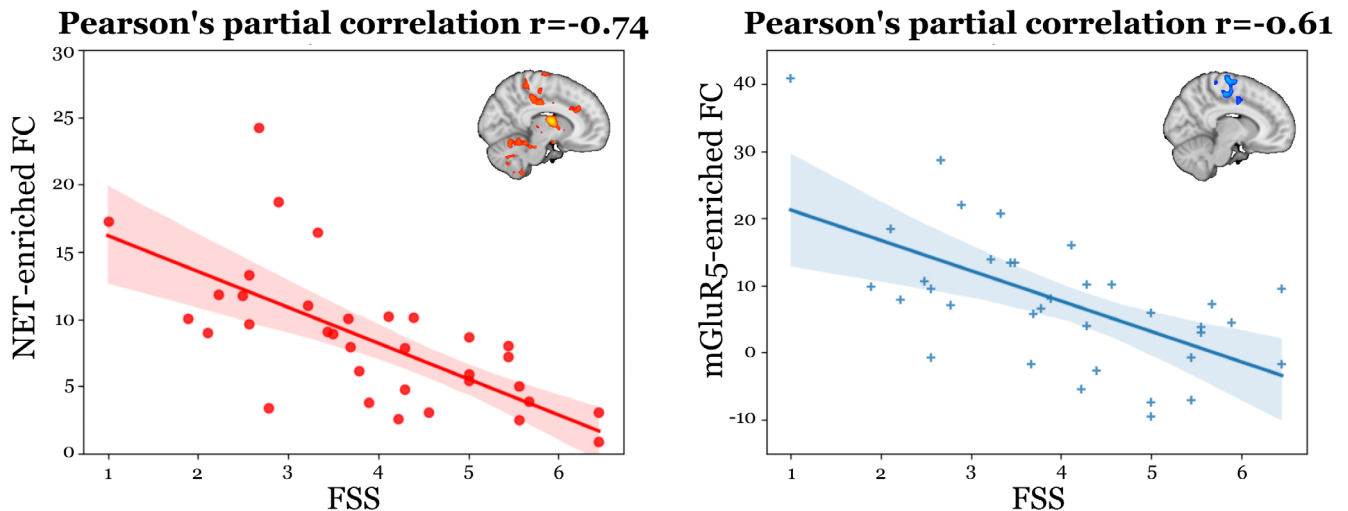 Pearson's partial correlation r=-0.74
NET-enriched FC
30
25
20
15
10
5
0
1 2 3 4 5 6
FSS
Pearson's partial correlation r=-0.61
mGluR5-enriched FC
40
30
20
10
0
-10
1 2 3 4 5 6
FSS